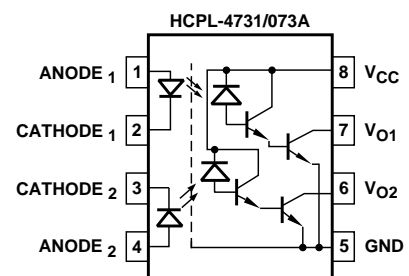 HCPL-4731/073A
ANODE 1 1 8 VCC
CATHODE 1 2 7 VO1
CATHODE 2 3 6 VO2
ANODE 2 4 5 GND